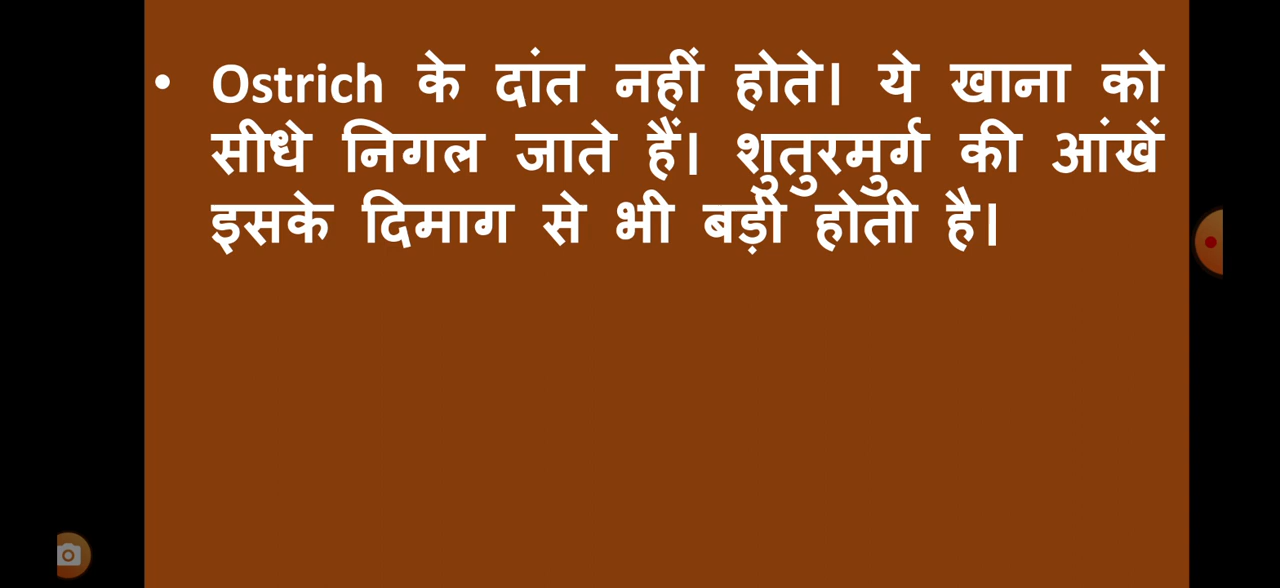 • Ostrich के दांत नहीं होते। ये खाना को
सीधे निगल जाते हैं। शुतुरमुर्ग की आंखें
इसके दिमाग से भी बड़ी होती है।